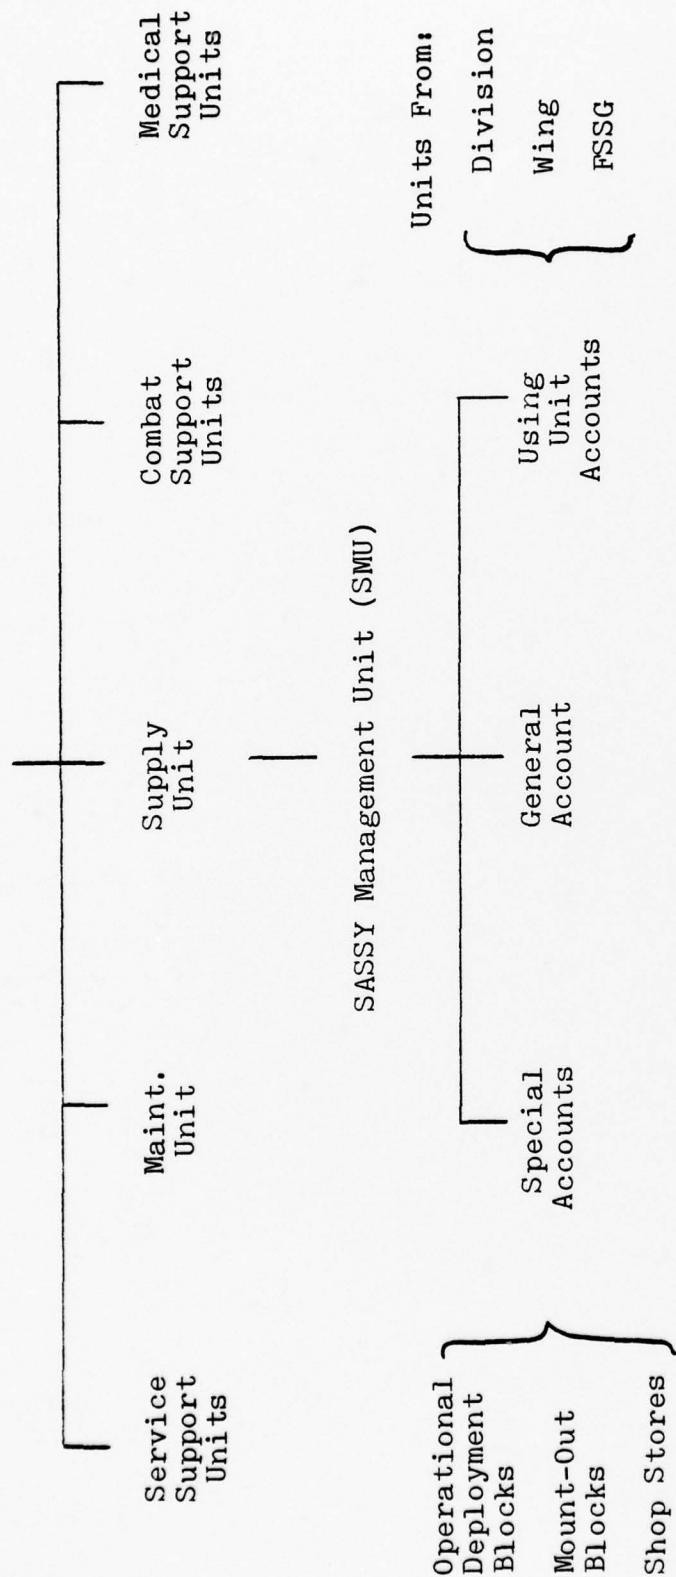 Service
Support
Units
Maint.
Unit
Supply
Unit
Combat
Support
Units
Medical
Support
Units
SASSY Management Unit (SMU)
Operational
Deployment
Blocks
Mount-Out
Blocks
Shop Stores
Special
Accounts
General
Account
Using
Unit
Accounts
Units From:
Division
Wing
FSSG